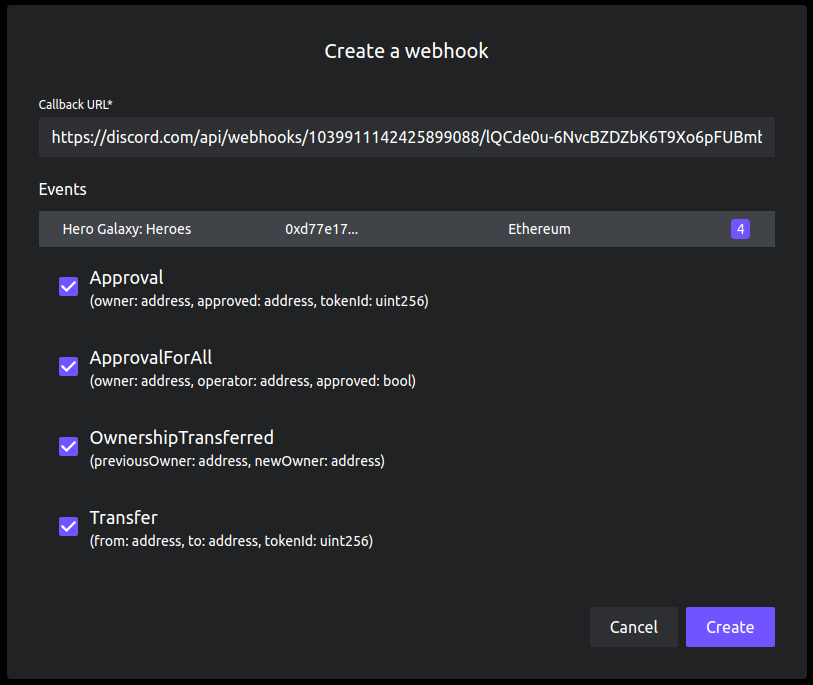 Create a webhook
Callback URL*
https://discord.com/api/webhooks/1039911142425899088/lQCde0u-6NvcBZDZbK6T9Xo6pFUBmb
Events
Hero Galaxy: Heroes 0xd77e17... Ethereum 4
Approval
(owner: address, approved: address, tokenId: uint256)
ApprovalForAll
(owner: address, operator: address, approved: bool)
OwnershipTransferred
(previousOwner: address, newOwner: address)
Transfer
(from: address, to: address, tokenId: uint256)
Cancel Create